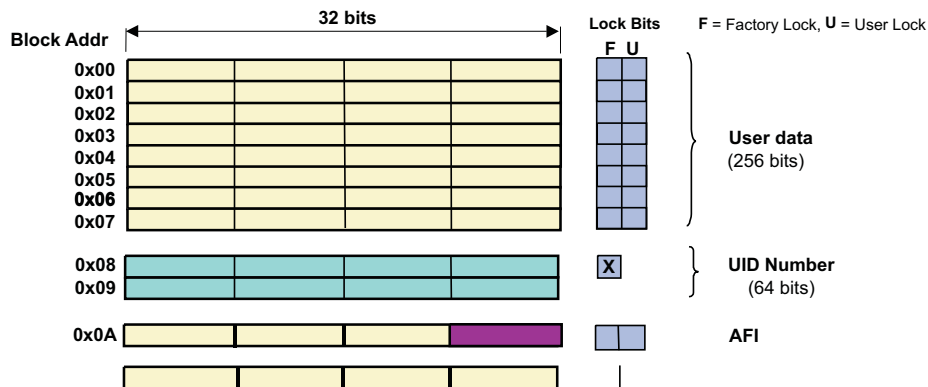 32 bits
Lock Bits
F = Factory Lock, U = User Lock
Block Addr
F U
0x00
0x01
0x02
0x03
0x04
0x05
0x06
0x07
User data
(256 bits)
0x08
X
0x09
UID Number
(64 bits)
0x0A
AFI